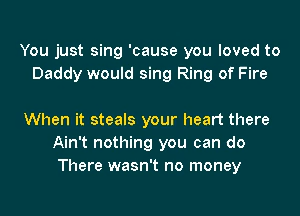 You just sing 'cause you loved to
Daddy would sing Ring of Fire
When it steals your heart there
Ain't nothing you can do
There wasn't no money